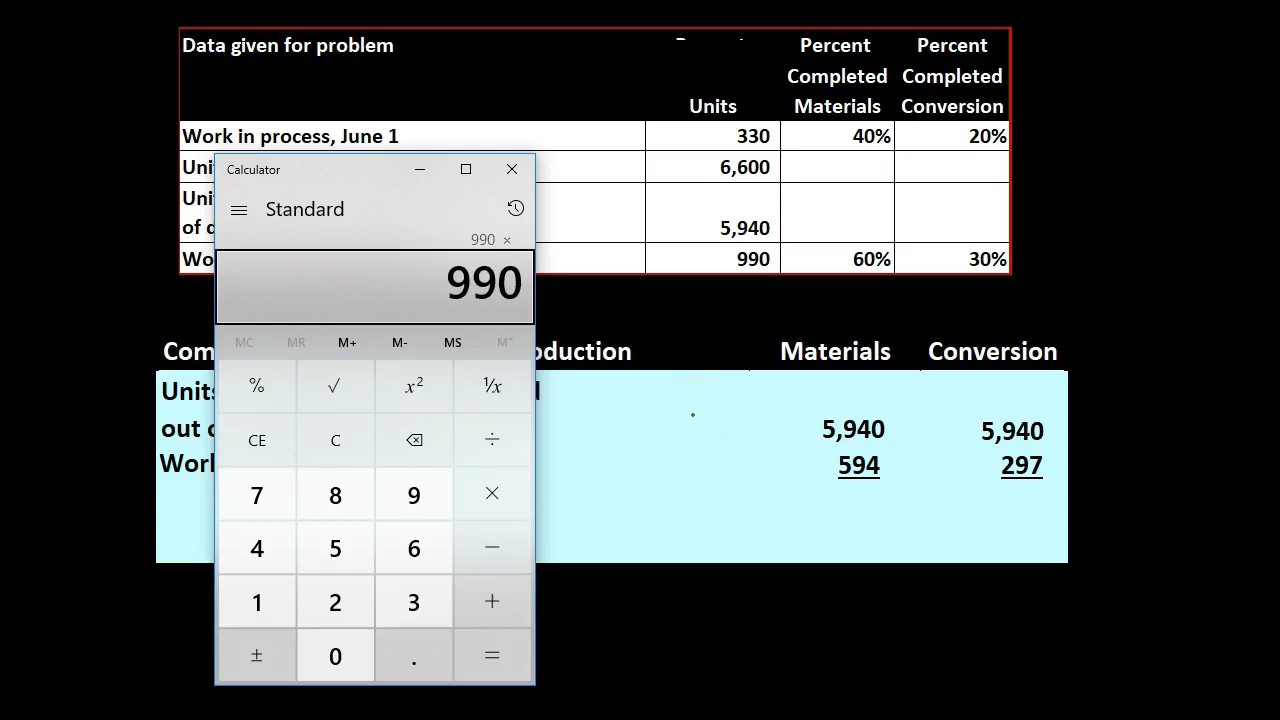 Data given for problem
Percent Percent
Completed Completed
Units Materials Conversion
Work in process, June 1 330 40% 20%
6,600
of 5,940
990 60% 30%
Calculator
Standard
990 ×
990
MC MR M+ M- MS M˅
Materials Conversion
% √ x² ¹/x
out 5,940 5,940
CE C ⌫ ÷
594 297
7 8 9 ×
4 5 6 −
1 2 3 +
± 0 . =